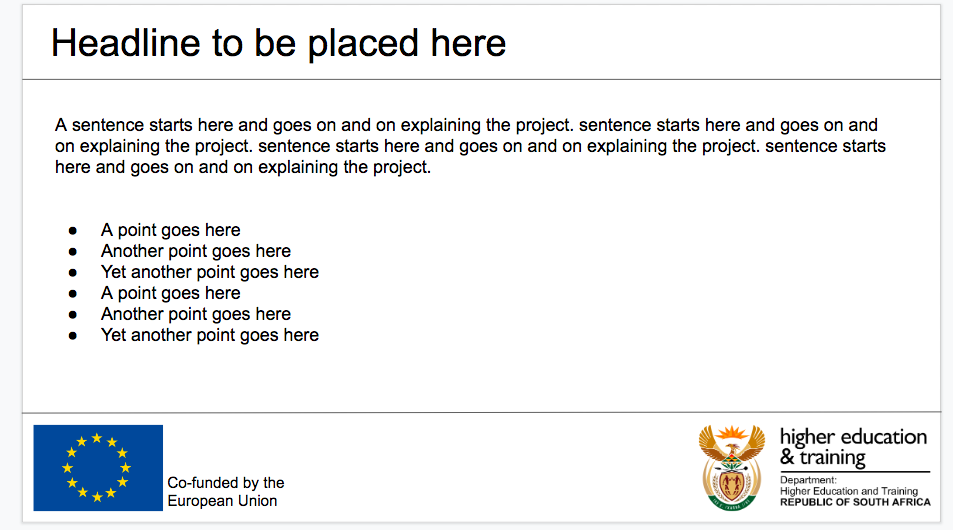 Headline to be placed here
A sentence starts here and goes on and on explaining the project. sentence starts here and goes on and
on explaining the project. sentence starts here and goes on and on explaining the project. sentence starts
here and goes on and on explaining the project.
● A point goes here
● Another point goes here
● Yet another point goes here
● A point goes here
● Another point goes here
● Yet another point goes here
Co-funded by the
European Union
higher education
& training
Department:
Higher Education and Training
REPUBLIC OF SOUTH AFRICA